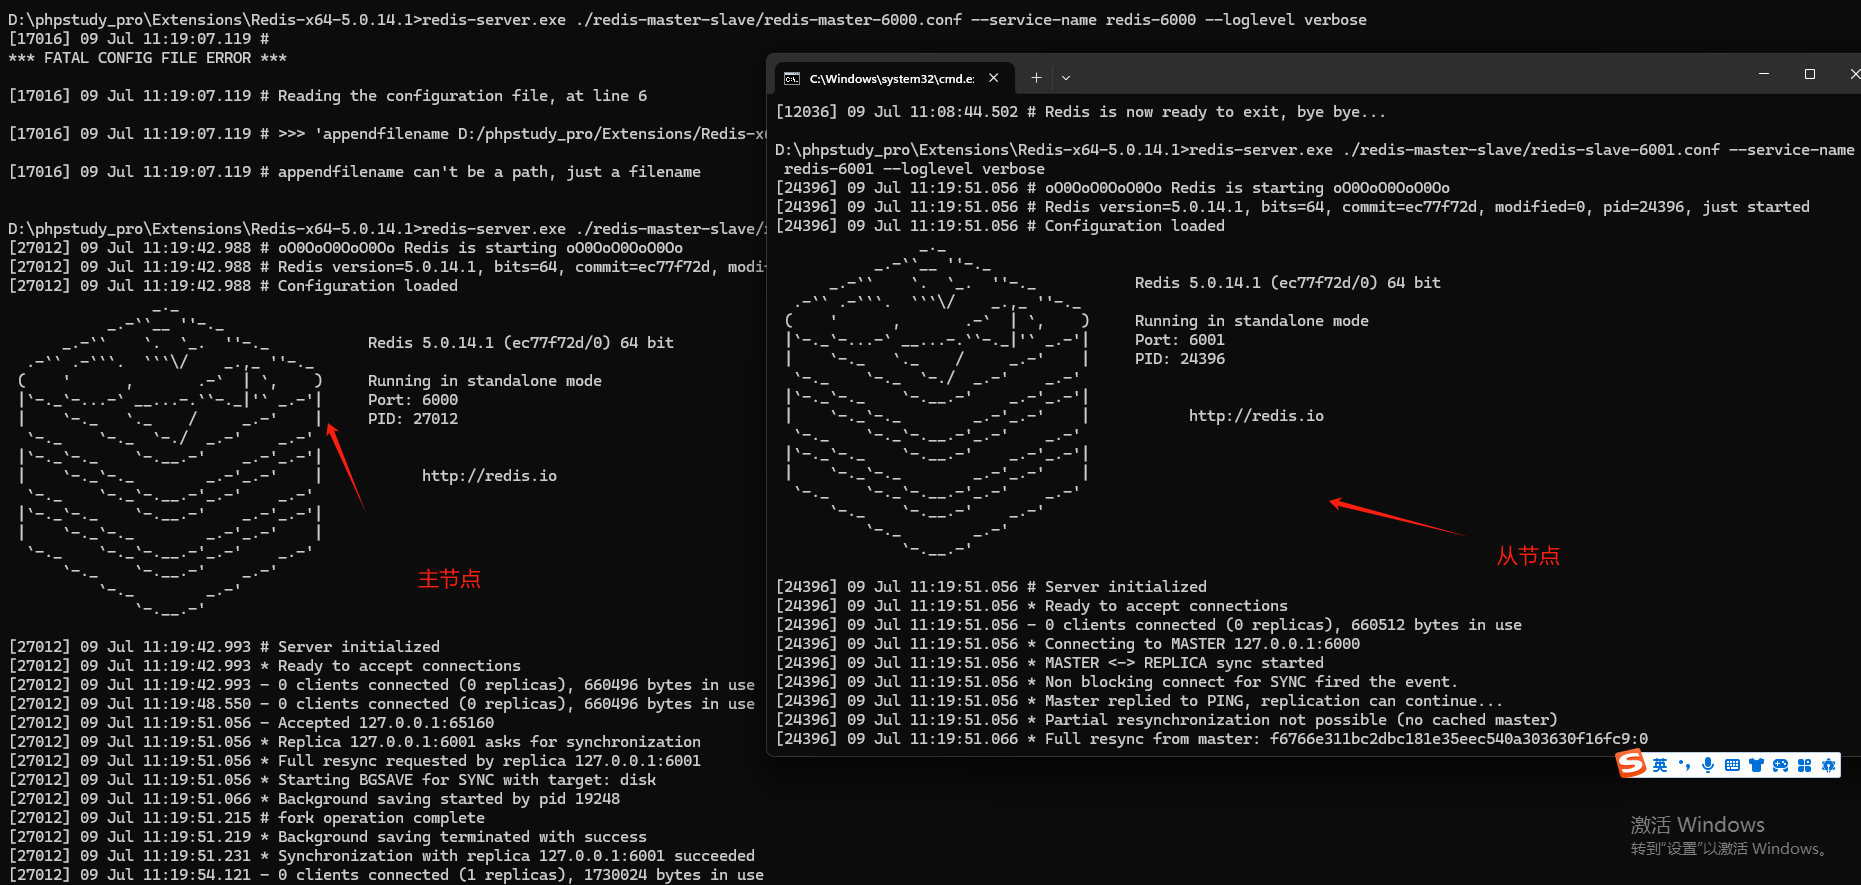 D:\phpstudy_pro\Extensions\Redis-x64-5.0.14.1>redis-server.exe ./redis-master-slave/redis-master-6000.conf --service-name redis-6000 --loglevel verbose
[17016] 09 Jul 11:19:07.119 #
*** FATAL CONFIG FILE ERROR ***
[17016] 09 Jul 11:19:07.119 # Reading the configuration file, at line 6
[17016] 09 Jul 11:19:07.119 # >>> 'appendfilename D:/phpstudy_pro/Extensions/Redis-x6
[17016] 09 Jul 11:19:07.119 # appendfilename can't be a path, just a filename
D:\phpstudy_pro\Extensions\Redis-x64-5.0.14.1>redis-server.exe ./redis-master-slave/
[27012] 09 Jul 11:19:42.988 # oO0OoO0OoO0Oo Redis is starting oO0OoO0OoO0Oo
[27012] 09 Jul 11:19:42.988 # Redis version=5.0.14.1, bits=64, commit=ec77f72d, modi
[27012] 09 Jul 11:19:42.988 # Configuration loaded
Redis 5.0.14.1 (ec77f72d/0) 64 bit
Running in standalone mode
Port: 6000
PID: 27012
http://redis.io
主节点
[27012] 09 Jul 11:19:42.993 # Server initialized
[27012] 09 Jul 11:19:42.993 * Ready to accept connections
[27012] 09 Jul 11:19:42.993 - 0 clients connected (0 replicas), 660496 bytes in use
[27012] 09 Jul 11:19:48.550 - 0 clients connected (0 replicas), 660496 bytes in use
[27012] 09 Jul 11:19:51.056 - Accepted 127.0.0.1:65160
[27012] 09 Jul 11:19:51.056 * Replica 127.0.0.1:6001 asks for synchronization
[27012] 09 Jul 11:19:51.056 * Full resync requested by replica 127.0.0.1:6001
[27012] 09 Jul 11:19:51.056 * Starting BGSAVE for SYNC with target: disk
[27012] 09 Jul 11:19:51.066 * Background saving started by pid 19248
[27012] 09 Jul 11:19:51.215 # fork operation complete
[27012] 09 Jul 11:19:51.219 * Background saving terminated with success
[27012] 09 Jul 11:19:51.231 * Synchronization with replica 127.0.0.1:6001 succeeded
[27012] 09 Jul 11:19:54.121 - 0 clients connected (1 replicas), 1730024 bytes in use
C:\Windows\system32\cmd.e
[12036] 09 Jul 11:08:44.502 # Redis is now ready to exit, bye bye...
D:\phpstudy_pro\Extensions\Redis-x64-5.0.14.1>redis-server.exe ./redis-master-slave/redis-slave-6001.conf --service-name
redis-6001 --loglevel verbose
[24396] 09 Jul 11:19:51.056 # oO0OoO0OoO0Oo Redis is starting oO0OoO0OoO0Oo
[24396] 09 Jul 11:19:51.056 # Redis version=5.0.14.1, bits=64, commit=ec77f72d, modified=0, pid=24396, just started
[24396] 09 Jul 11:19:51.056 # Configuration loaded
Redis 5.0.14.1 (ec77f72d/0) 64 bit
Running in standalone mode
Port: 6001
PID: 24396
http://redis.io
从节点
[24396] 09 Jul 11:19:51.056 # Server initialized
[24396] 09 Jul 11:19:51.056 * Ready to accept connections
[24396] 09 Jul 11:19:51.056 - 0 clients connected (0 replicas), 660512 bytes in use
[24396] 09 Jul 11:19:51.056 * Connecting to MASTER 127.0.0.1:6000
[24396] 09 Jul 11:19:51.056 * MASTER <-> REPLICA sync started
[24396] 09 Jul 11:19:51.056 * Non blocking connect for SYNC fired the event.
[24396] 09 Jul 11:19:51.056 * Master replied to PING, replication can continue...
[24396] 09 Jul 11:19:51.056 * Partial resynchronization not possible (no cached master)
[24396] 09 Jul 11:19:51.066 * Full resync from master: f6766e311bc2dbc181e35eec540a303630f16fc9:0
英
激活 Windows
转到“设置”以激活 Windows。